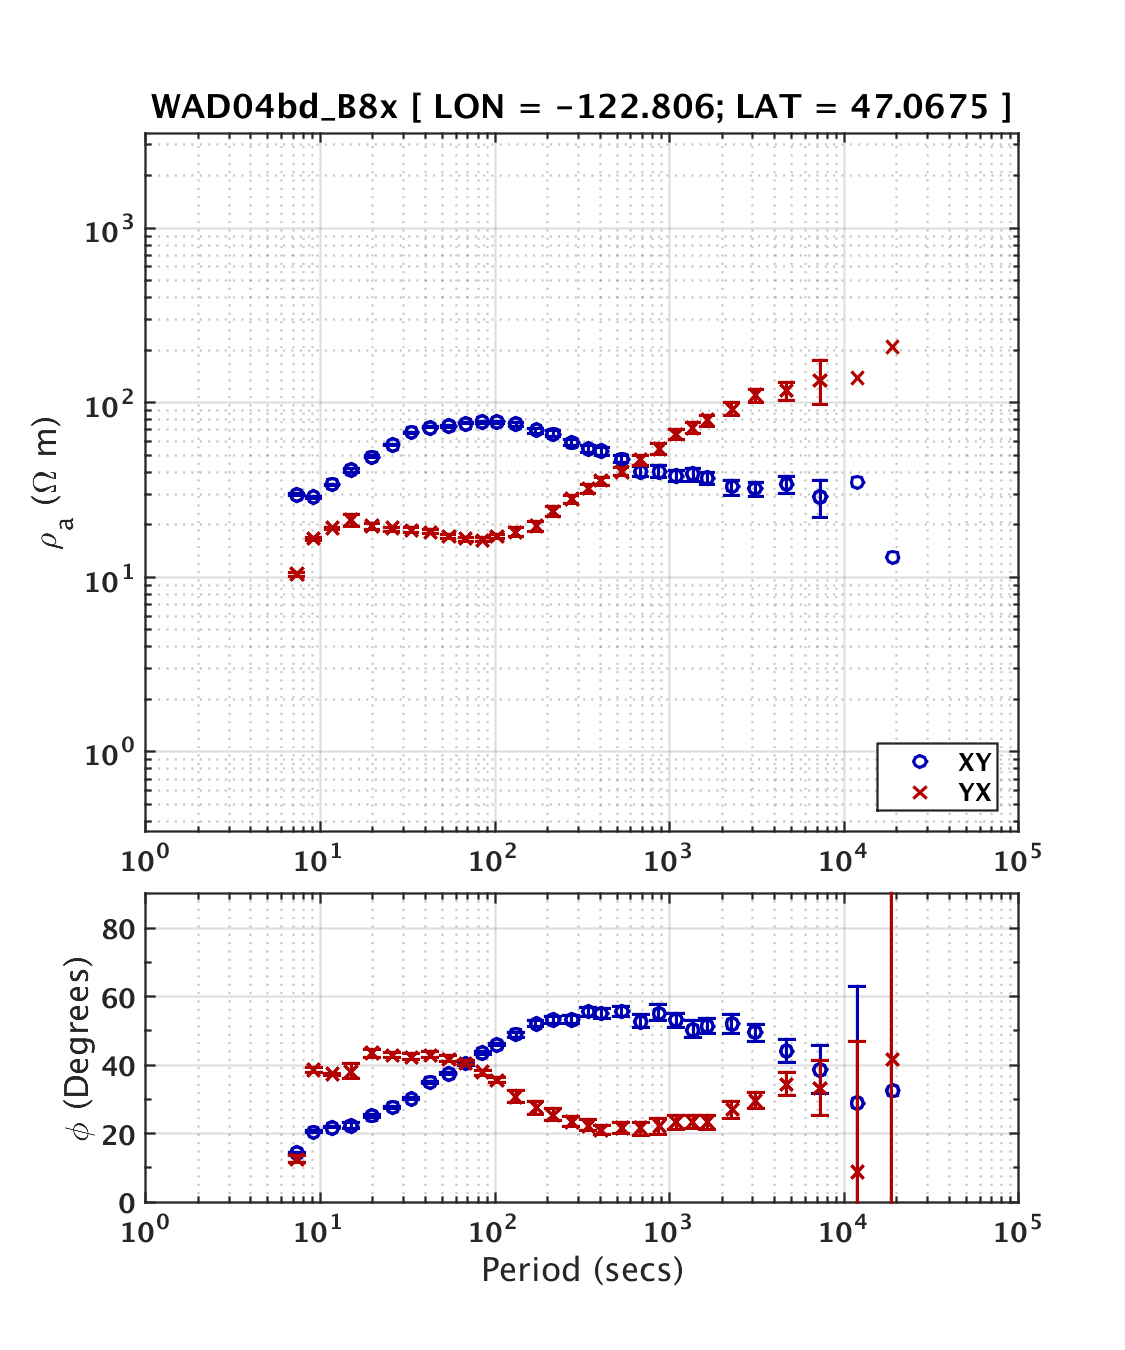 WAD04bd_B8x [ LON = -122.806; LAT = 47.0675 ]
10³
10²
10¹
10⁰
ρₐ (Ω m)
XY
YX
10⁰ 10¹ 10² 10³ 10⁴ 10⁵
80
60
40
20
0
ϕ (Degrees)
10⁰ 10¹ 10² 10³ 10⁴ 10⁵
Period (secs)